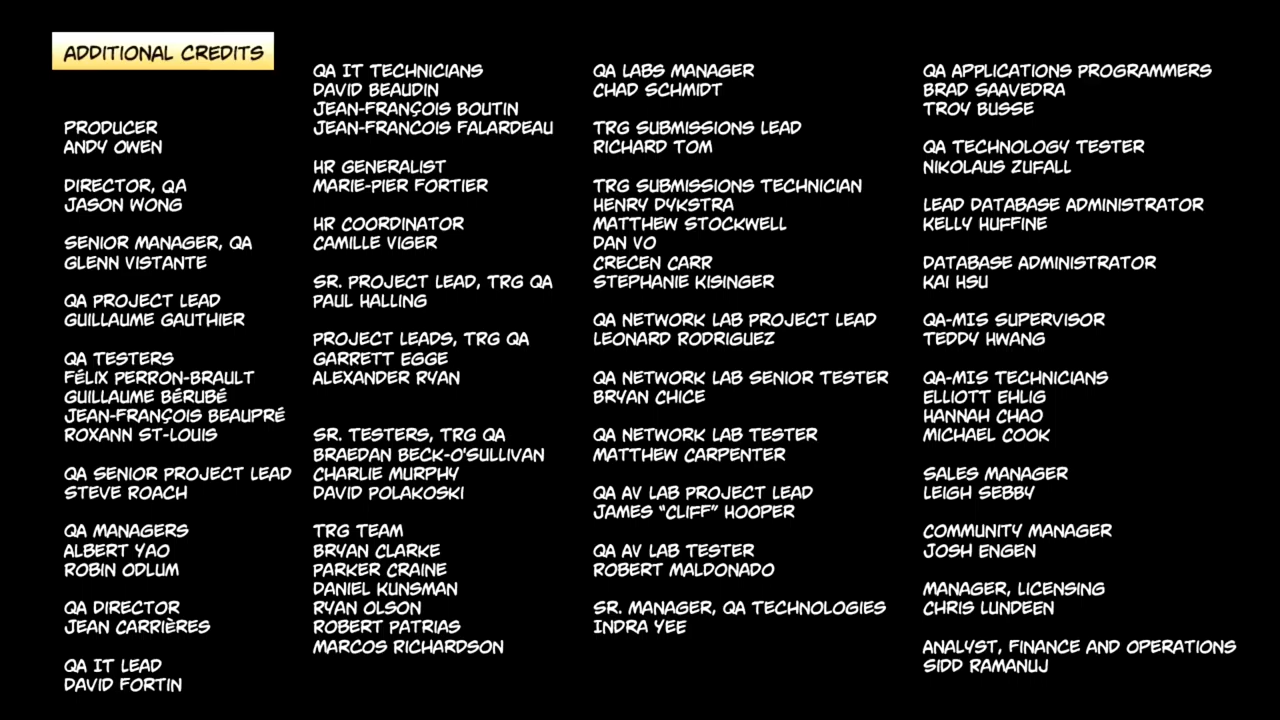 ADDITIONAL CREDITS
PRODUCER
ANDY OWEN
DIRECTOR, QA
JASON WONG
SENIOR MANAGER, QA
GLENN VISTANTE
QA PROJECT LEAD
GUILLAUME GAUTHIER
QA TESTERS
FÉLIX PERRON-BRAULT
GUILLAUME BÉRUBÉ
JEAN-FRANÇOIS BEAUPRÉ
ROXANN ST-LOUIS
QA SENIOR PROJECT LEAD
STEVE ROACH
QA MANAGERS
ALBERT YAO
ROBIN ODLUM
QA DIRECTOR
JEAN CARRIÈRES
QA IT LEAD
DAVID FORTIN
QA IT TECHNICIANS
DAVID BEAUDIN
JEAN-FRANÇOIS BOUTIN
JEAN-FRANCOIS FALARDEAU
HR GENERALIST
MARIE-PIER FORTIER
HR COORDINATOR
CAMILLE VIGER
SR. PROJECT LEAD, TRG QA
PAUL HALLING
PROJECT LEADS, TRG QA
GARRETT EGGE
ALEXANDER RYAN
SR. TESTERS, TRG QA
BRAEDAN BECK-O'SULLIVAN
CHARLIE MURPHY
DAVID POLAKOSKI
TRG TEAM
BRYAN CLARKE
PARKER CRAINE
DANIEL KUNSMAN
RYAN OLSON
ROBERT PATRIAS
MARCOS RICHARDSON
QA LABS MANAGER
CHAD SCHMIDT
TRG SUBMISSIONS LEAD
RICHARD TOM
TRG SUBMISSIONS TECHNICIAN
HENRY DYKSTRA
MATTHEW STOCKWELL
DAN VO
CRECEN CARR
STEPHANIE KISINGER
QA NETWORK LAB PROJECT LEAD
LEONARD RODRIGUEZ
QA NETWORK LAB SENIOR TESTER
BRYAN CHICE
QA NETWORK LAB TESTER
MATTHEW CARPENTER
QA AV LAB PROJECT LEAD
JAMES "CLIFF" HOOPER
QA AV LAB TESTER
ROBERT MALDONADO
SR. MANAGER, QA TECHNOLOGIES
INDRA YEE
QA APPLICATIONS PROGRAMMERS
BRAD SAAVEDRA
TROY BUSSE
QA TECHNOLOGY TESTER
NIKOLAUS ZUFALL
LEAD DATABASE ADMINISTRATOR
KELLY HUFFINE
DATABASE ADMINISTRATOR
KAI HSU
QA-MIS SUPERVISOR
TEDDY HWANG
QA-MIS TECHNICIANS
ELLIOTT EHLIG
HANNAH CHAO
MICHAEL COOK
SALES MANAGER
LEIGH SEBBY
COMMUNITY MANAGER
JOSH ENGEN
MANAGER, LICENSING
CHRIS LUNDEEN
ANALYST, FINANCE AND OPERATIONS
SIDD RAMANUJ